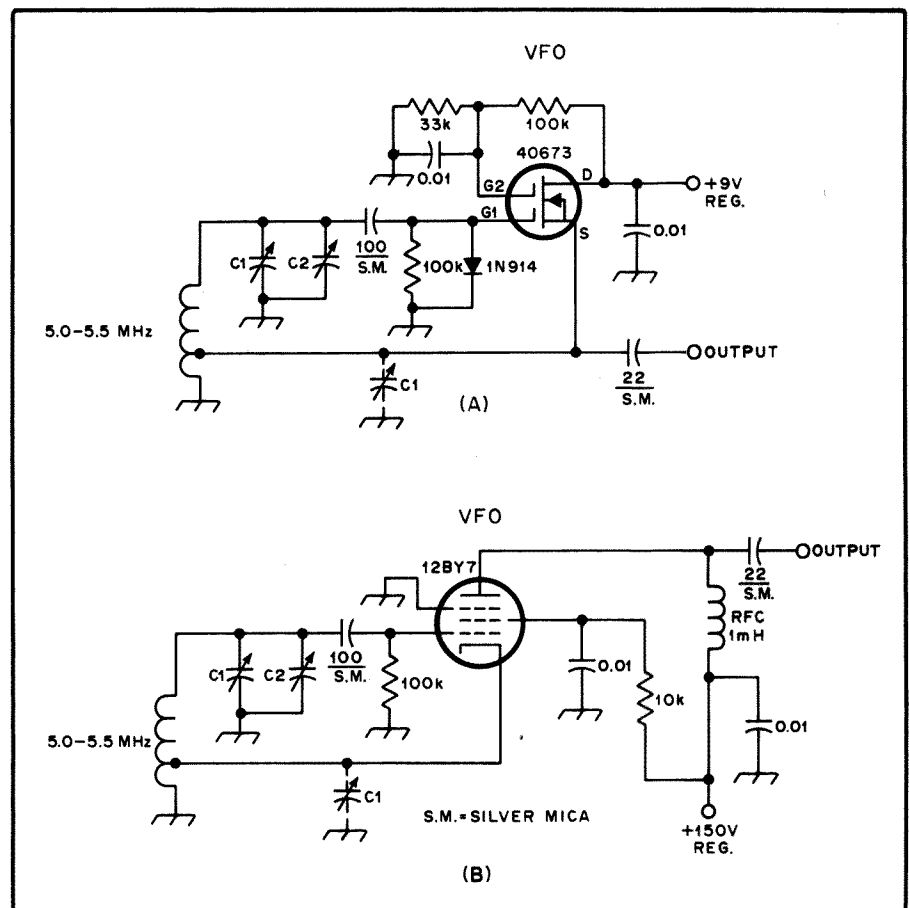 VFO
33k
100k
0.01
40673
G2
D
+9V
REG.
G1
S
0.01
C1
C2
100
S.M.
100k
1N914
5.0-5.5 MHz
C1
22
S.M.
OUTPUT
(A)
VFO
12BY7
22
S.M.
OUTPUT
RFC
1mH
C1
C2
100
S.M.
100k
0.01
10k
0.01
5.0-5.5 MHz
C1
S.M.=SILVER MICA
+150V
REG.
(B)